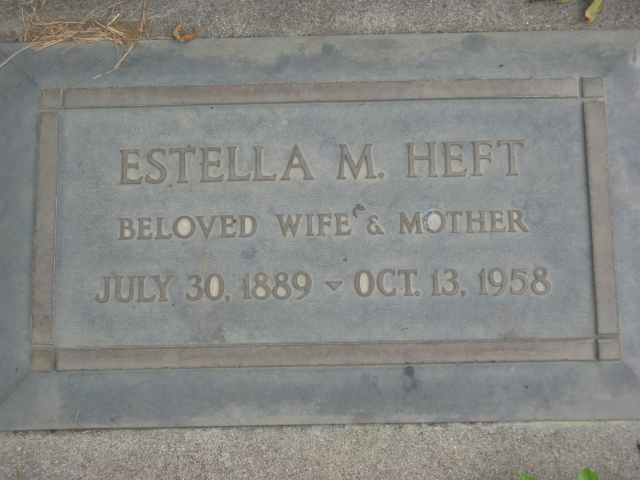 ESTELLA M. HEFT
BELOVED WIFE & MOTHER
JULY 30, 1889 - OCT. 13, 1958